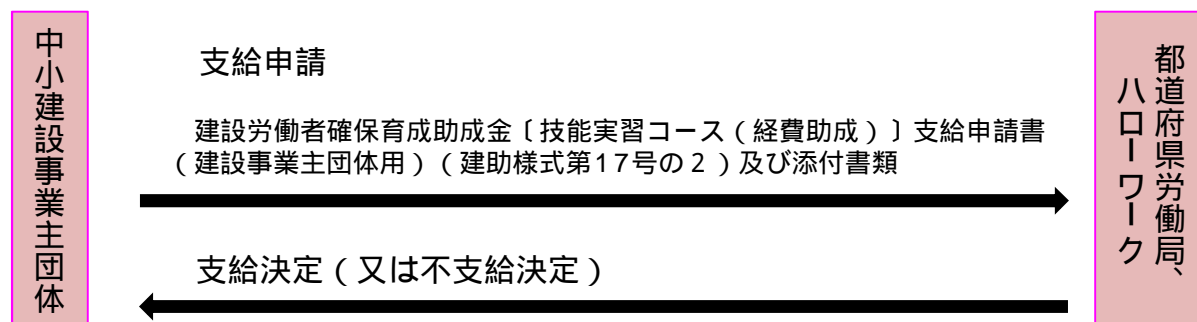 中小建設事業主団体
支給申請
建設労働者確保育成助成金〔技能実習コース（経費助成）〕支給申請書
（建設事業主団体用）（建助様式第17号の２）及び添付書類
支給決定（又は不支給決定）
都道府県労働局、
ハローワーク